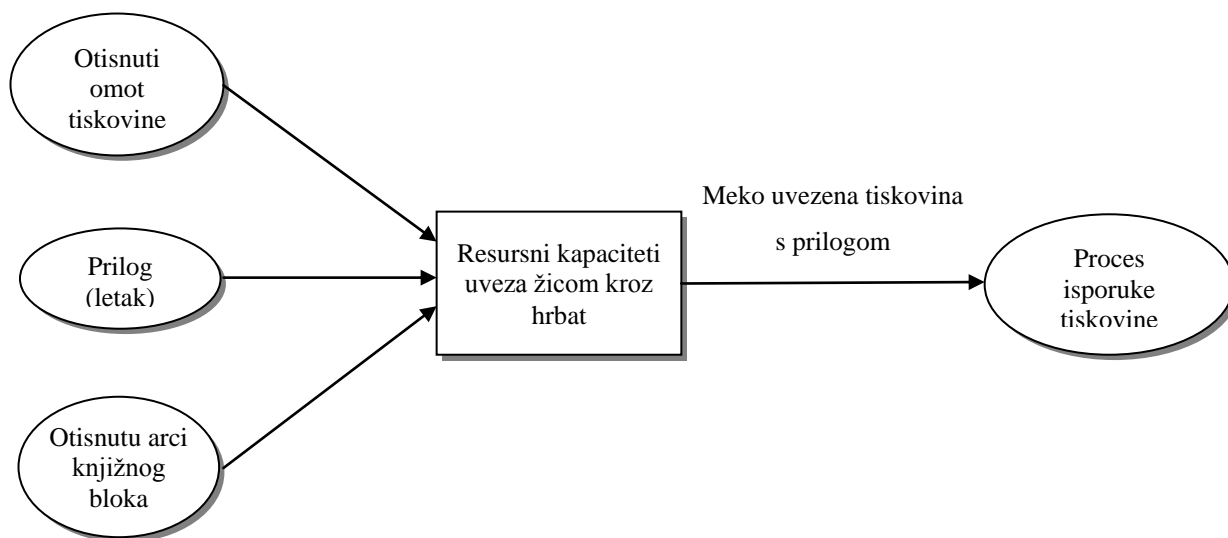 Otisnuti
omot
tiskovine
Prilog
(letak)
Otisnutu arci
knjižnog
bloka
Resursni kapaciteti
uveza žicom kroz
hrbat
Meko uvezena tiskovina
s prilogom
Proces
isporuke
tiskovine